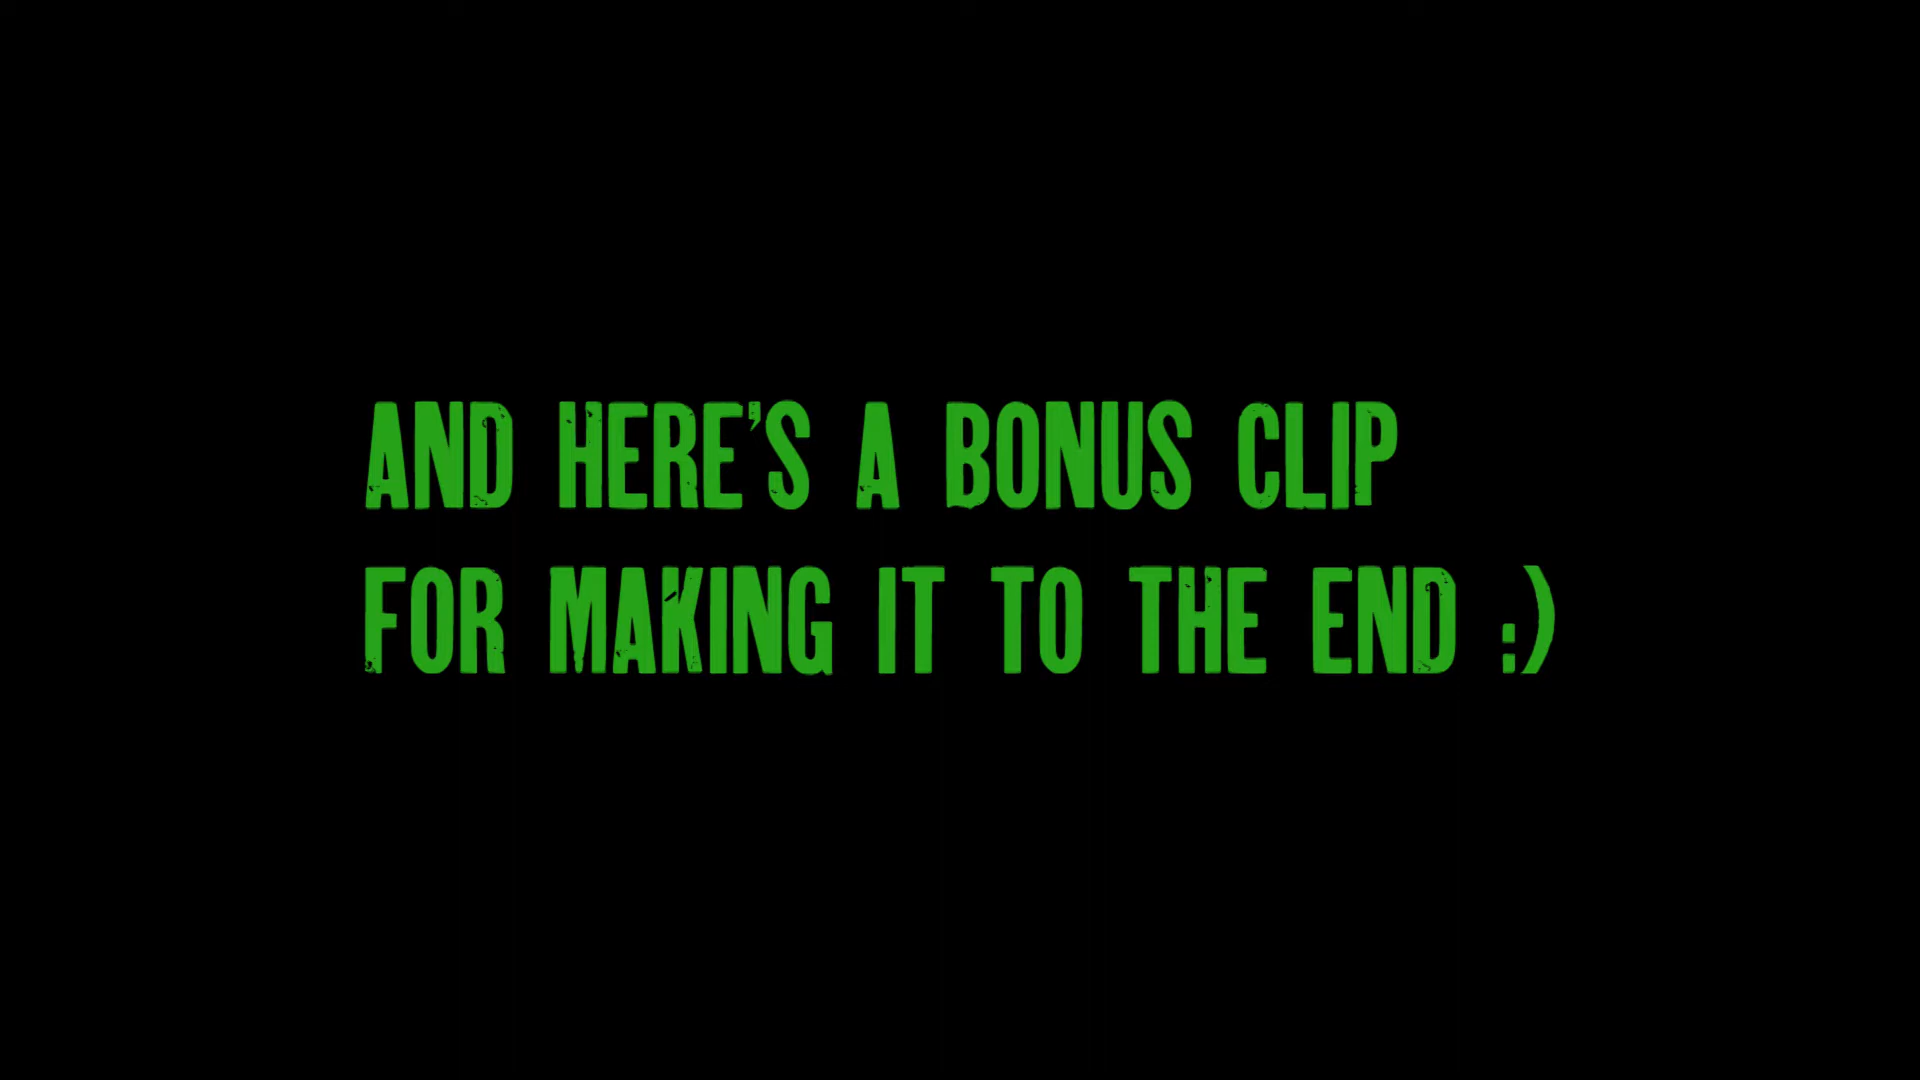 AND HERE'S A BONUS CLIP
FOR MAKING IT TO THE END :)